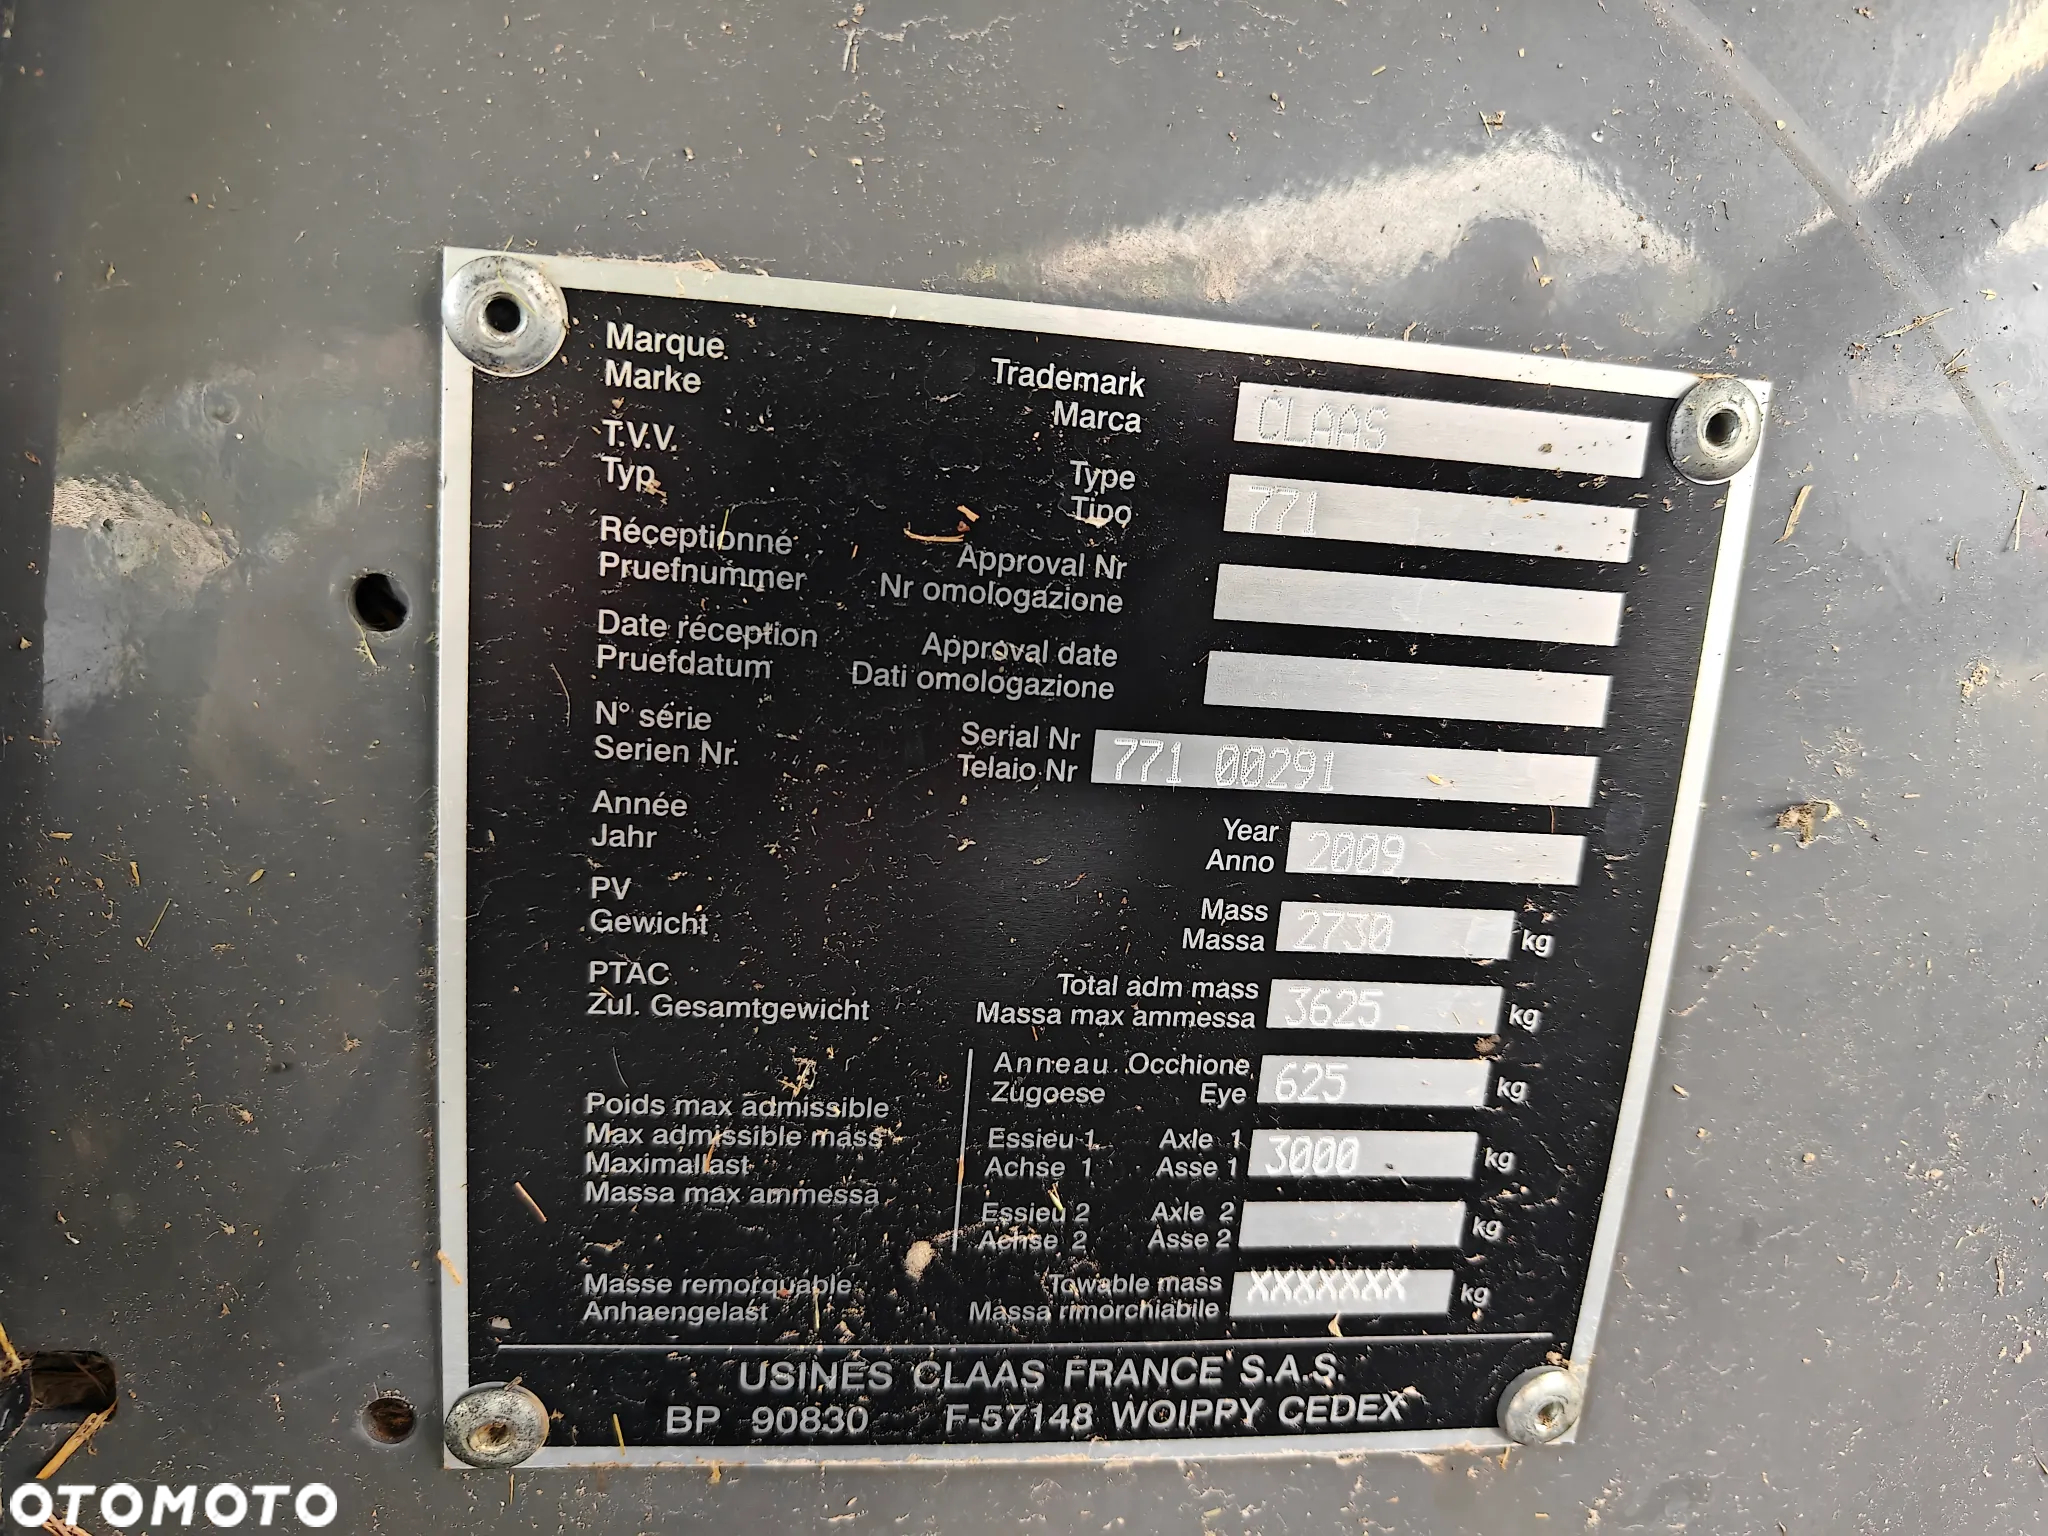 Marque Trademark CLAAS
Marke Marca
T.V.V. Type 771
Typ Tipo
Réceptionné Approval Nr
Pruefnummer Nr omologazione
Date réception Approval date
Pruefdatum Dati omologazione
N° série Serial Nr 771 00291
Serien Nr. Telaio Nr
Année Year 2009
Jahr Anno
PV Mass 2730 kg
Gewicht Massa
PTAC Total adm mass 3625 kg
Zul. Gesamtgewicht Massa max ammessa
Anneau Occhione 625 kg
Zugoese Eye
Poids max admissible
Max admissible mass Essieu 1 Axle 1 3000 kg
Maximallast Achse 1 Asse 1
Massa max ammessa
Essieu 2 Axle 2 kg
Achse 2 Asse 2
Masse remorquable Towable mass XXXXXXX kg
Anhaengelast Massa rimorchiabile
USINES CLAAS FRANCE S.A.S.
BP 90830 F-57148 WOIPPY CEDEX
OTOMOTO